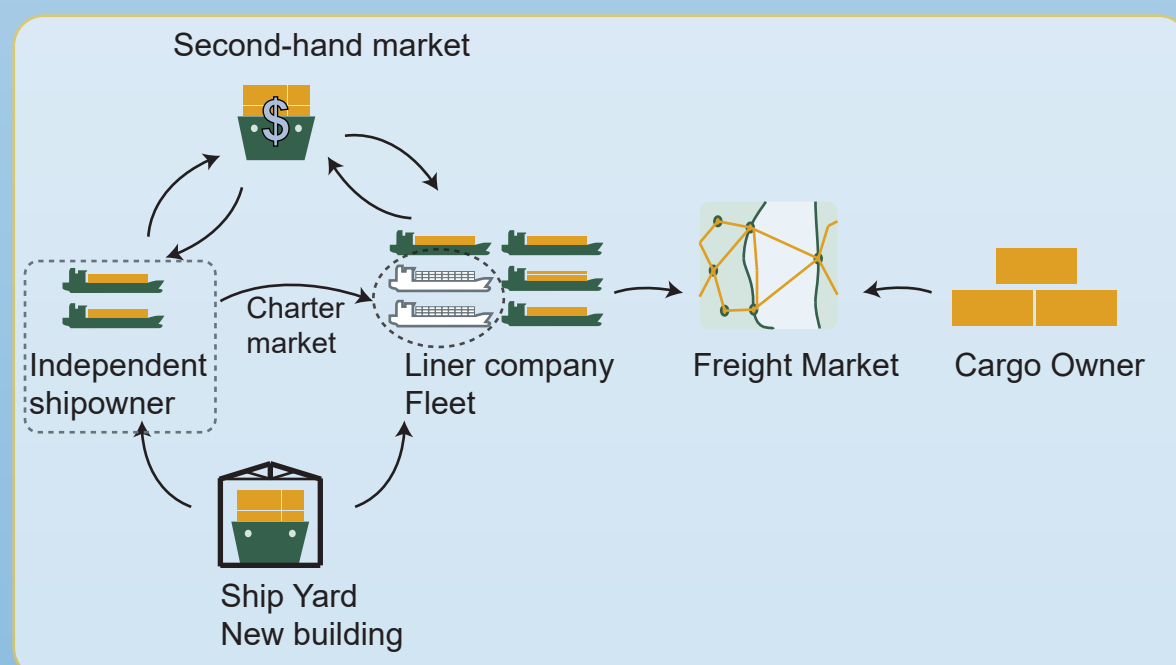 Second-hand market
$
Charter
market
Independent
shipowner
Liner company
Fleet
Freight Market
Cargo Owner
Ship Yard
New building